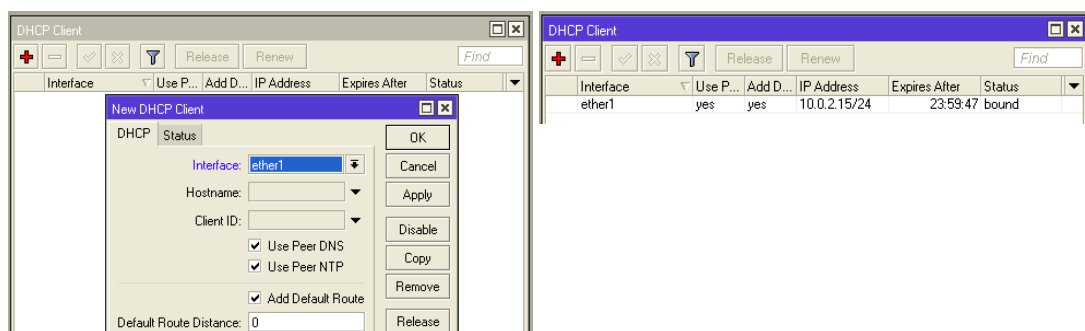 DHCP Client
Release Renew Find
Interface Use P... Add D... IP Address Expires After Status
New DHCP Client
DHCP Status
Interface: ether1
Hostname:
Client ID:
Use Peer DNS
Use Peer NTP
Add Default Route
Default Route Distance: 0
OK
Cancel
Apply
Disable
Copy
Remove
Release
DHCP Client
Release Renew Find
Interface Use P... Add D... IP Address Expires After Status
ether1 yes yes 10.0.2.15/24 23:59:47 bound